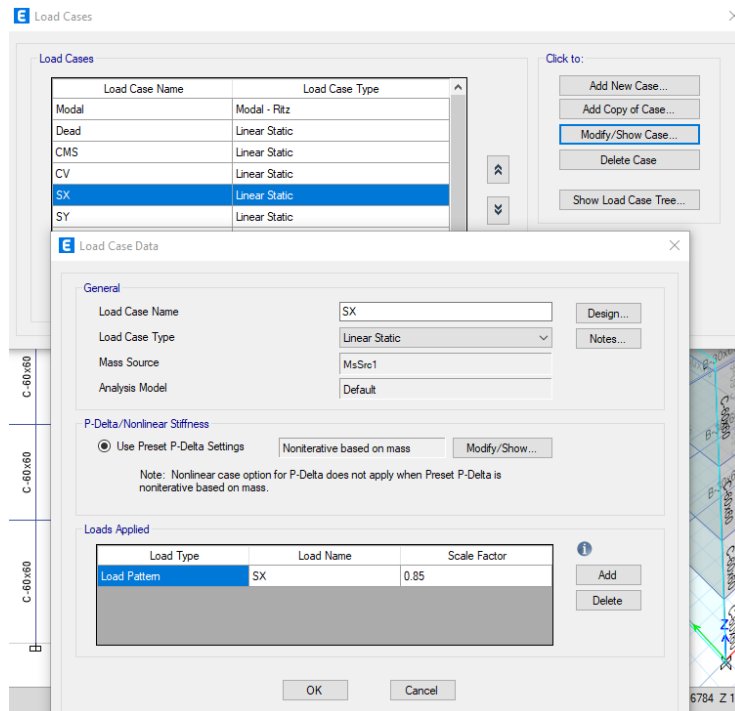 E Load Cases
Load Cases
Click to:
Load Case Name Load Case Type
Modal Modal - Ritz
Dead Linear Static
CMS Linear Static
CV Linear Static
SX Linear Static
SY Linear Static
Add New Case...
Add Copy of Case...
Modify/Show Case...
Delete Case
Show Load Case Tree...
E Load Case Data
General
Load Case Name SX Design...
Load Case Type Linear Static Notes...
Mass Source MsSrc1
Analysis Model Default
P-Delta/Nonlinear Stiffness
Use Preset P-Delta Settings Noniterative based on mass Modify/Show...
Note: Nonlinear case option for P-Delta does not apply when Preset P-Delta is
noniterative based on mass.
Loads Applied
Load Type Load Name Scale Factor
Load Pattern SX 0.85
Add
Delete
OK Cancel
C-60x60
C-60x60
C-60x60
C-60x60
Z
X
6784 Z 1